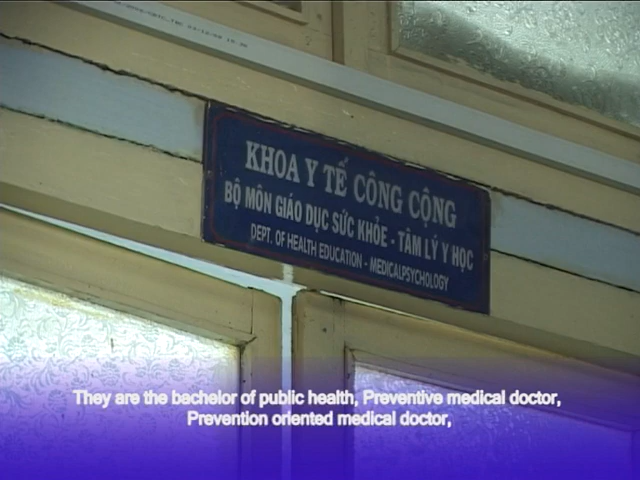 KHOA Y TẾ CÔNG CỘNG
BỘ MÔN GIÁO DỤC SỨC KHỎE - TÂM LÝ Y HỌC
DEPT. OF HEALTH EDUCATION - MEDICALPSYCHOLOGY
They are the bachelor of public health, Preventive medical doctor,
Prevention oriented medical doctor,